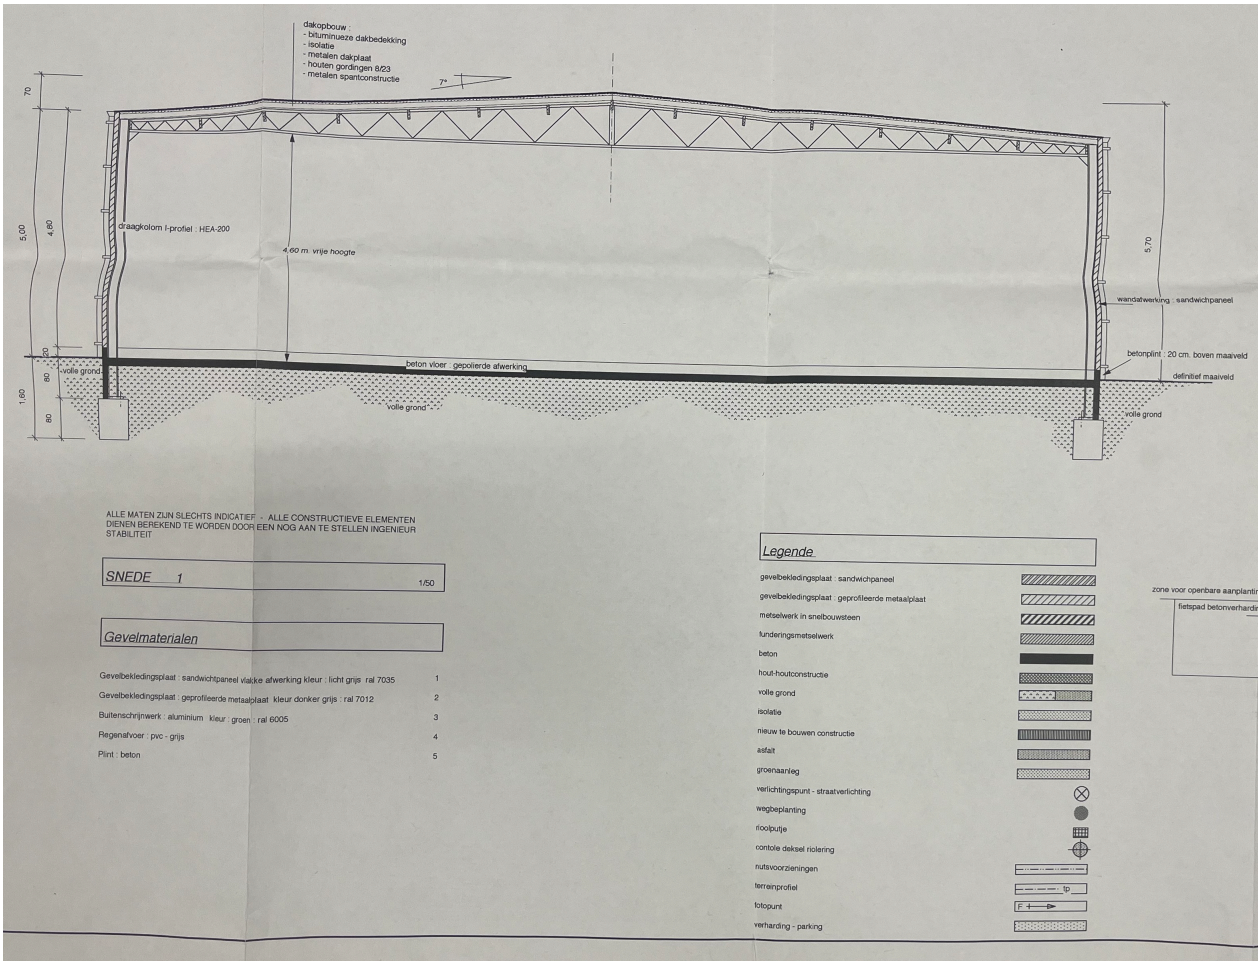 dakopbouw :
- bituminueze dakbedekking
- isolatie
- metalen dakplaat
- houten gordingen 8/23
- metalen spantconstructie
7°
70
5,00
4,80
20
80
1,60
80
draagkolom I-profiel : HEA-200
4,60 m. vrije hoogte
5,70
wandafwerking : sandwichpaneel
betonplint : 20 cm. boven maaiveld
definitief maaiveld
volle grond
beton vloer : gepolierde afwerking
volle grond
volle grond
ALLE MATEN ZIJN SLECHTS INDICATIEF - ALLE CONSTRUCTIEVE ELEMENTEN
DIENEN BEREKEND TE WORDEN DOOR EEN NOG AAN TE STELLEN INGENIEUR
STABILITEIT
SNEDE 1 1/50
Gevelmaterialen
Gevelbekledingsplaat : sandwichtpaneel vlakke afwerking kleur : licht grijs ral 7035 1
Gevelbekledingsplaat : geprofileerde metaalplaat kleur donker grijs : ral 7012 2
Buitenschrijnwerk : aluminium kleur : groen : ral 6005 3
Regenafvoer : pvc - grijs 4
Plint : beton 5
Legende
gevelbekledingsplaat : sandwichpaneel
gevelbekledingsplaat : geprofileerde metaalplaat
metselwerk in snelbouwsteen
funderingsmetselwerk
beton
hout-houtconstructie
volle grond
isolatie
nieuw te bouwen constructie
asfalt
groenaanleg
verlichtingspunt - straatverlichting
wegbeplanting
rioolputje
contole deksel riolering
nutsvoorzieningen
terreinprofiel tp
fotopunt F
verharding - parking
zone voor openbare aanplantin
fietspad betonverhardin